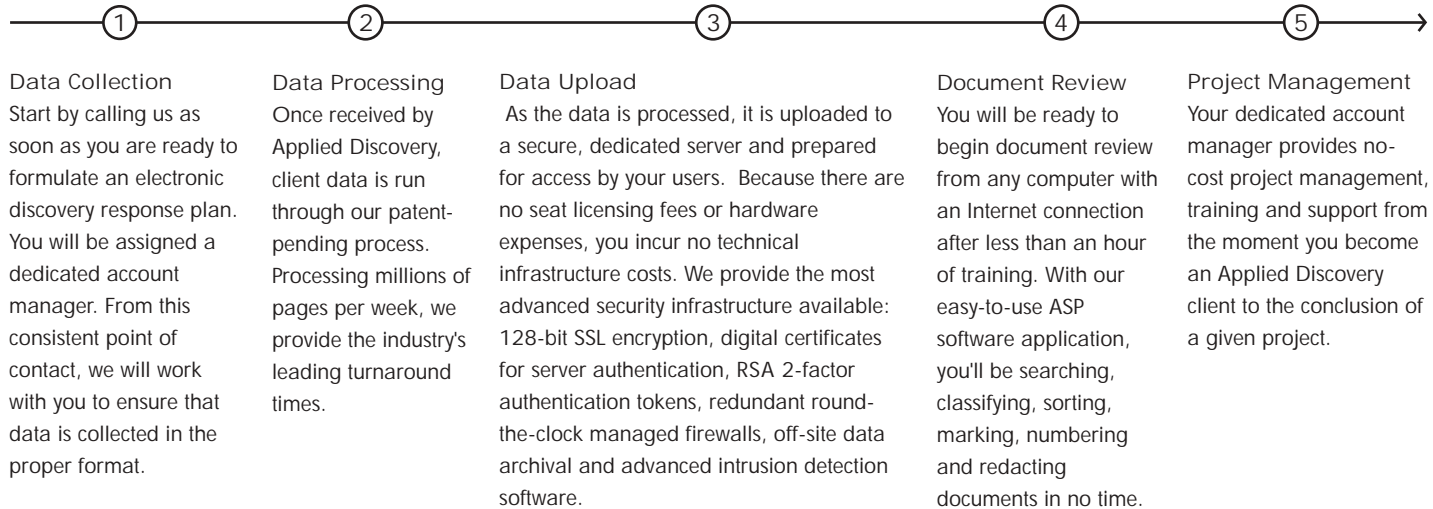 1
2
3
4
5
Data Collection
Start by calling us as
soon as you are ready to
formulate an electronic
discovery response plan.
You will be assigned a
dedicated account
manager. From this
consistent point of
contact, we will work
with you to ensure that
data is collected in the
proper format.
Data Processing
Once received by
Applied Discovery,
client data is run
through our patent-
pending process.
Processing millions of
pages per week, we
provide the industry's
leading turnaround
times.
Data Upload
As the data is processed, it is uploaded to
a secure, dedicated server and prepared
for access by your users.  Because there are
no seat licensing fees or hardware
expenses, you incur no technical
infrastructure costs. We provide the most
advanced security infrastructure available:
128-bit SSL encryption, digital certificates
for server authentication, RSA 2-factor
authentication tokens, redundant round-
the-clock managed firewalls, off-site data
archival and advanced intrusion detection
software.
Document Review
You will be ready to
begin document review
from any computer with
an Internet connection
after less than an hour
of training. With our
easy-to-use ASP
software application,
you'll be searching,
classifying, sorting,
marking, numbering
and redacting
documents in no time.
Project Management
Your dedicated account
manager provides no-
cost project management,
training and support from
the moment you become
an Applied Discovery
client to the conclusion of
a given project.